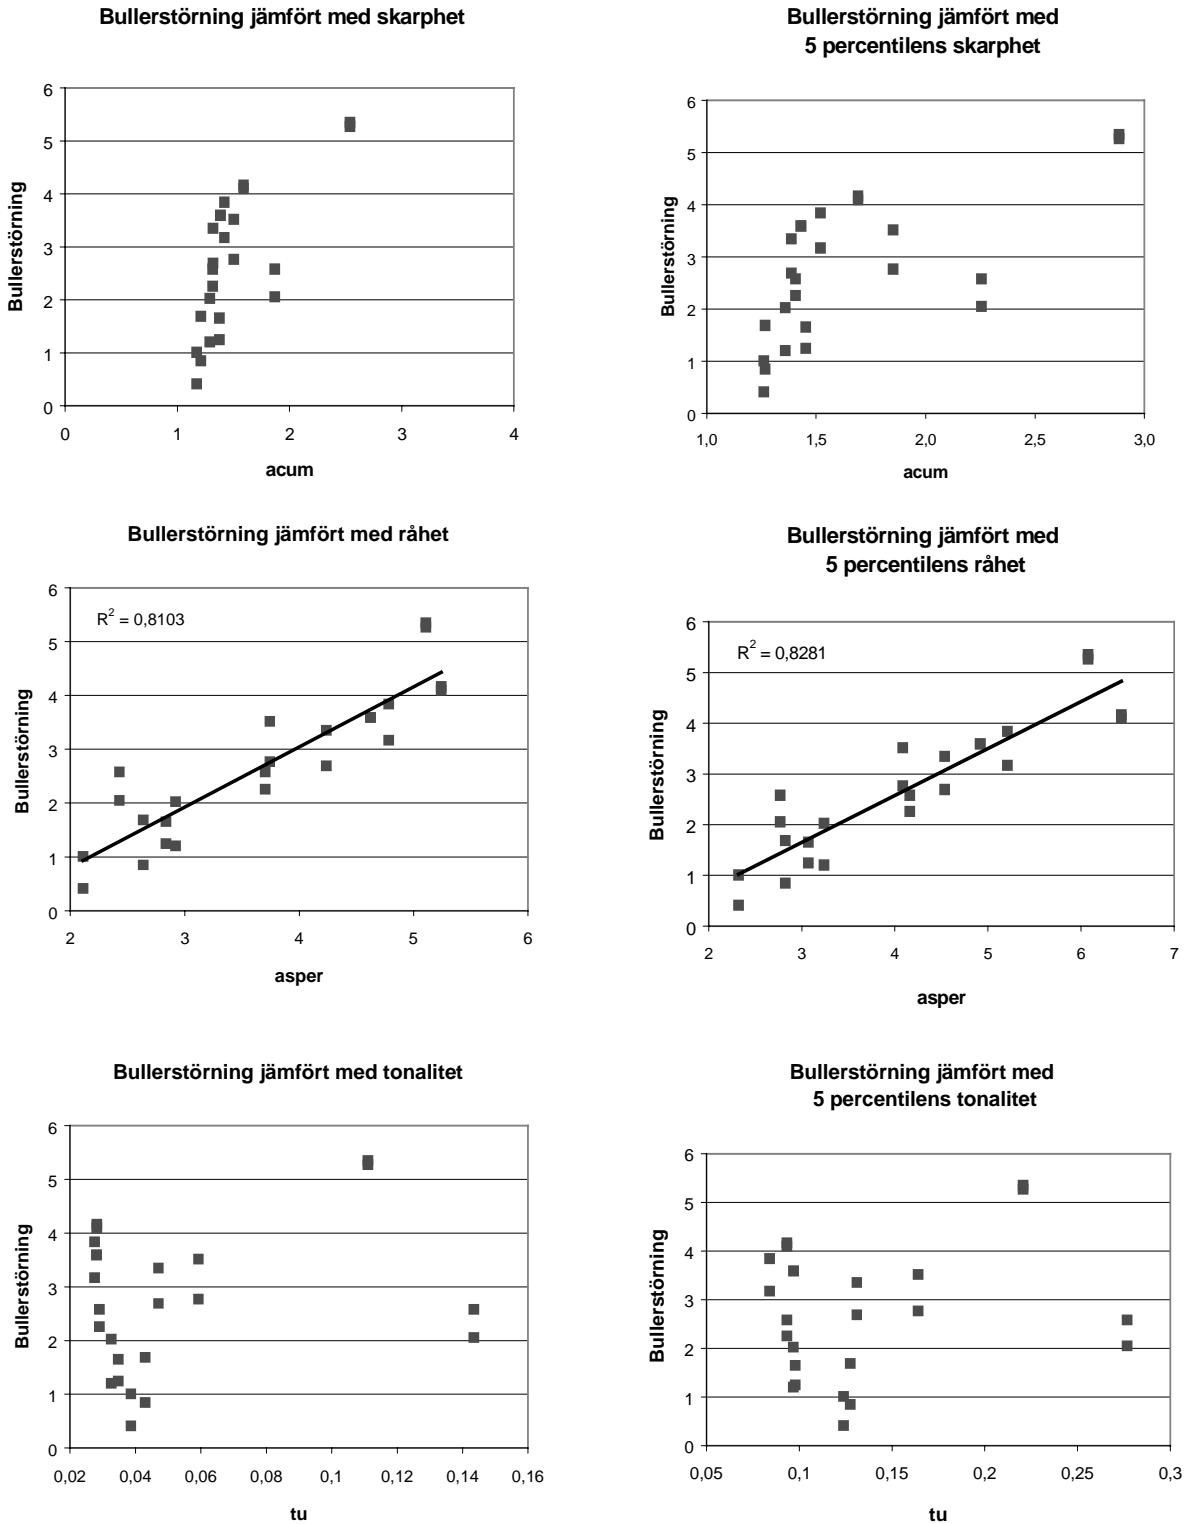 Bullerstörning jämfört med skarphet
6
5
4
3
2
1
0
Bullerstörning
0 1 2 3 4
acum
Bullerstörning jämfört med
5 percentilens skarphet
6
5
4
3
2
1
0
Bullerstörning
1,0 1,5 2,0 2,5 3,0
acum
Bullerstörning jämfört med råhet
R² = 0,8103
6
5
4
3
2
1
0
Bullerstörning
2 3 4 5 6
asper
Bullerstörning jämfört med
5 percentilens råhet
R² = 0,8281
6
5
4
3
2
1
0
Bullerstörning
2 3 4 5 6 7
asper
Bullerstörning jämfört med tonalitet
6
5
4
3
2
1
0
Bullerstörning
0,02 0,04 0,06 0,08 0,1 0,12 0,14 0,16
tu
Bullerstörning jämfört med
5 percentilens tonalitet
6
5
4
3
2
1
0
Bullerstörning
0,05 0,1 0,15 0,2 0,25 0,3
tu